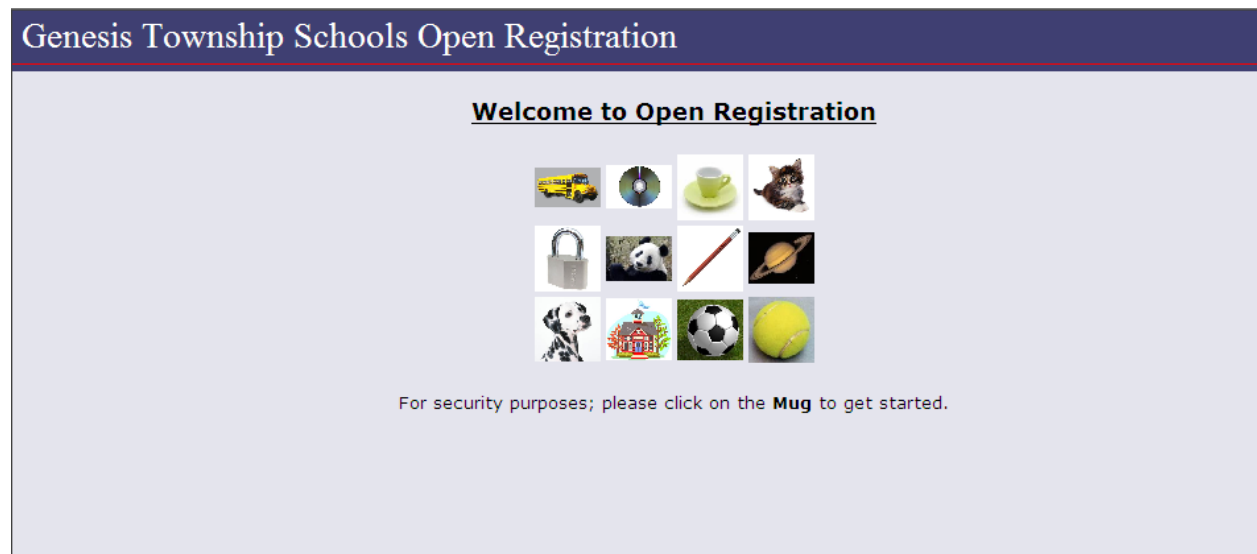 Genesis Township Schools Open Registration
Welcome to Open Registration
For security purposes; please click on the Mug to get started.